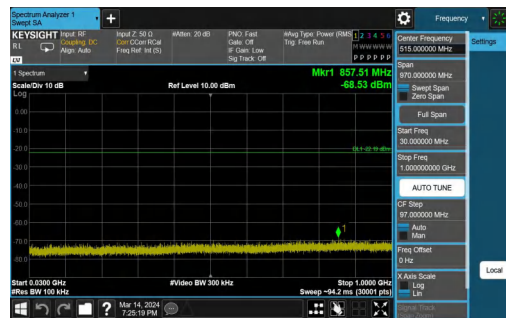 Spectrum Analyzer 1
Swept SA
Frequency
KEYSIGHT
Input: RF
Coupling: DC
Align: Auto
Input Z: 50 Ω
Corr CCorr RCal
Freq Ref: Int (S)
#Atten: 20 dB
PNO: Fast
Gate: Off
IF Gain: Low
Sig Track: Off
#Avg Type: Power (RMS
Trig: Free Run
1 2 3 4 5 6
M W W W W W
P P P P P P
1 Spectrum
Scale/Div 10 dB
Log
Ref Level 10.00 dBm
Mkr1 857.51 MHz
-68.53 dBm
0.00
-10.0
-20.0
-30.0
-40.0
-50.0
-60.0
-70.0
-80.0
DL1 -22.19 dBm
1
Start 0.0300 GHz
#Res BW 100 kHz
#Video BW 300 kHz
Stop 1.0000 GHz
Sweep ~94.2 ms (30001 pts)
Center Frequency
515.000000 MHz
Settings
Span
970.000000 MHz
Swept Span
Zero Span
Full Span
Start Freq
30.000000 MHz
Stop Freq
1.000000000 GHz
AUTO TUNE
CF Step
97.000000 MHz
Auto
Man
Freq Offset
0 Hz
X Axis Scale
Log
Lin
Local
Signal Track
Mar 14, 2024
7:25:19 PM